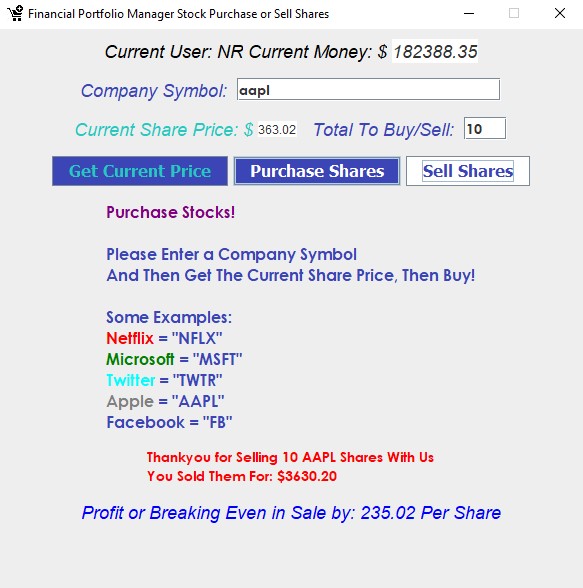 Financial Portfolio Manager Stock Purchase or Sell Shares
Current User: NR Current Money: $ 182388.35
Company Symbol: aapl
Current Share Price: $ 363.02 Total To Buy/Sell: 10
Get Current Price Purchase Shares Sell Shares
Purchase Stocks!
Please Enter a Company Symbol
And Then Get The Current Share Price, Then Buy!
Some Examples:
Netflix = "NFLX"
Microsoft = "MSFT"
Twitter = "TWTR"
Apple = "AAPL"
Facebook = "FB"
Thankyou for Selling 10 AAPL Shares With Us
You Sold Them For: $3630.20
Profit or Breaking Even in Sale by: 235.02 Per Share